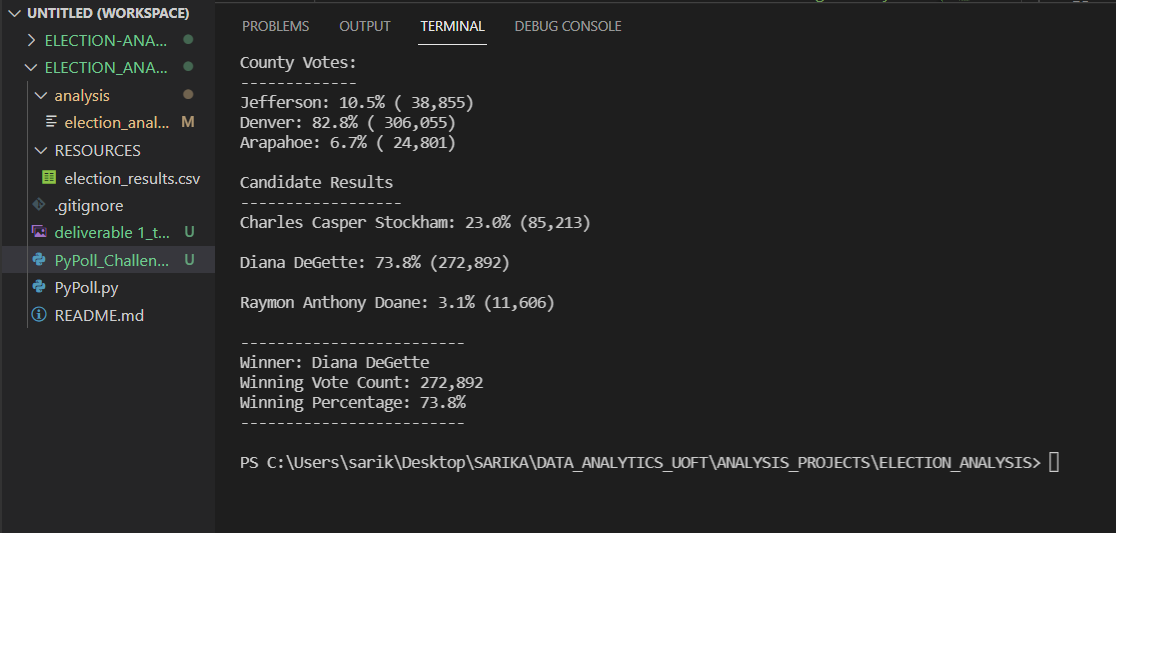 UNTITLED (WORKSPACE)
ELECTION-ANA...
ELECTION_ANA...
analysis
election_anal... M
RESOURCES
election_results.csv
.gitignore
deliverable 1_t... U
PyPoll_Challen... U
PyPoll.py
README.md
PROBLEMS OUTPUT TERMINAL DEBUG CONSOLE
County Votes:
-------------
Jefferson: 10.5% ( 38,855)
Denver: 82.8% ( 306,055)
Arapahoe: 6.7% ( 24,801)
Candidate Results
------------------
Charles Casper Stockham: 23.0% (85,213)
Diana DeGette: 73.8% (272,892)
Raymon Anthony Doane: 3.1% (11,606)
-------------------------
Winner: Diana DeGette
Winning Vote Count: 272,892
Winning Percentage: 73.8%
-------------------------
PS C:\Users\sarik\Desktop\SARIKA\DATA_ANALYTICS_UOFT\ANALYSIS_PROJECTS\ELECTION_ANALYSIS>